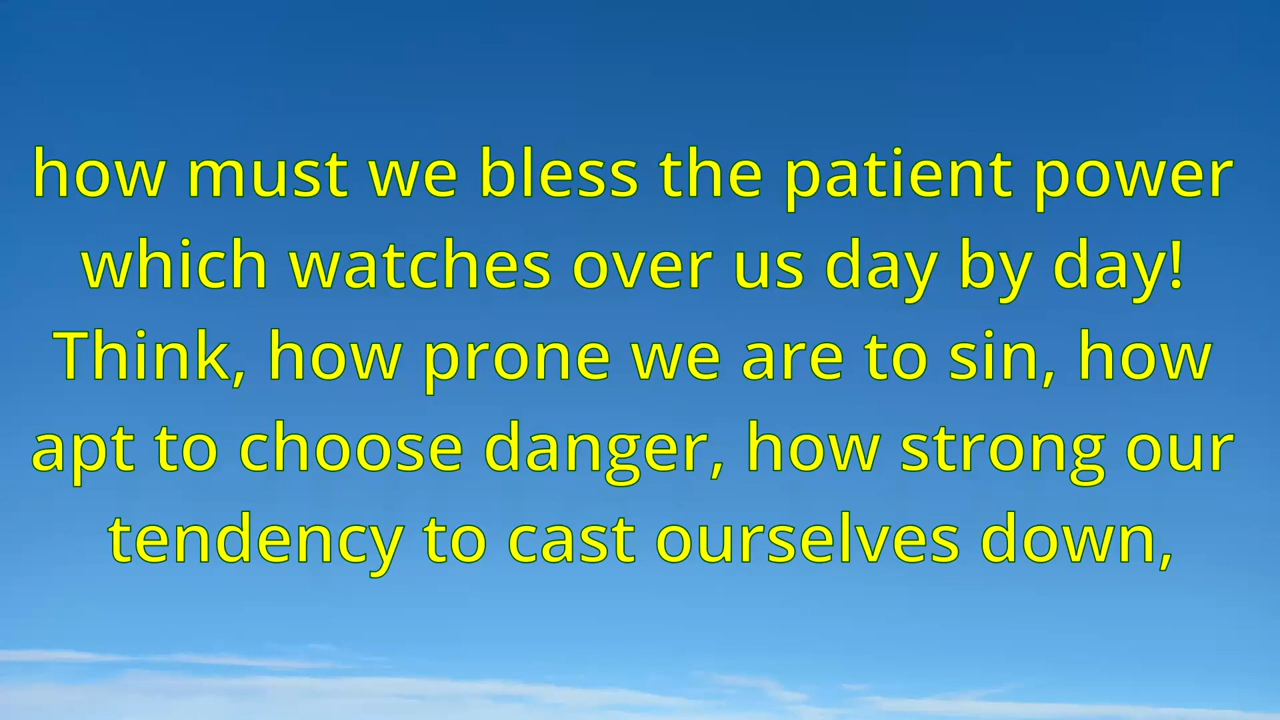 how must we bless the patient power
which watches over us day by day!
Think, how prone we are to sin, how
apt to choose danger, how strong our
tendency to cast ourselves down,